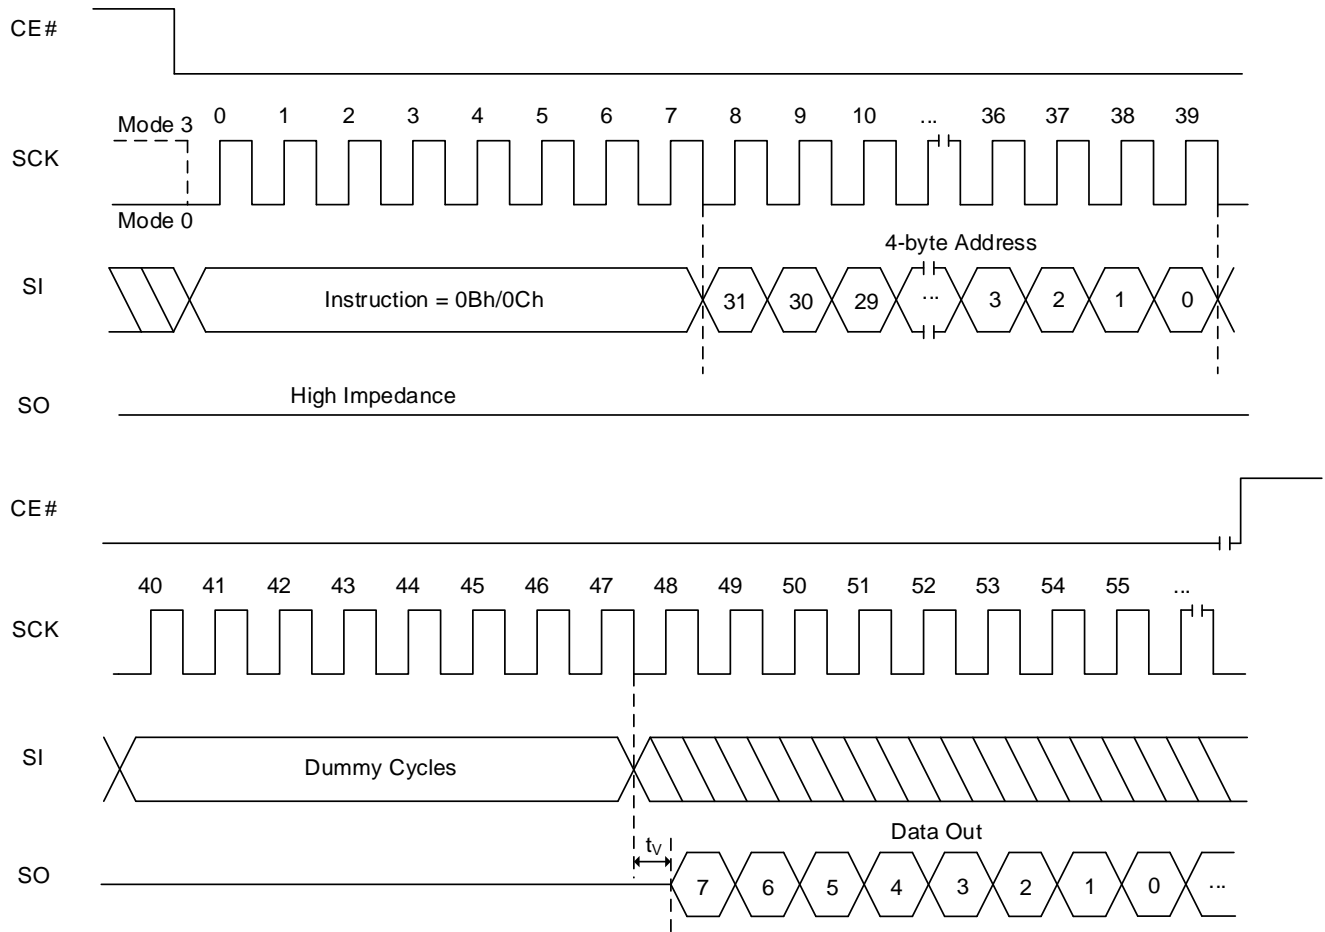 CE#
Mode 3
0 1 2 3 4 5 6 7 8 9 10 ... 36 37 38 39
SCK
Mode 0
4-byte Address
SI
Instruction = 0Bh/0Ch
31 30 29 ... 3 2 1 0
High Impedance
SO
CE#
40 41 42 43 44 45 46 47 48 49 50 51 52 53 54 55 ...
SCK
SI
Dummy Cycles
Data Out
tV
SO
7 6 5 4 3 2 1 0 ...